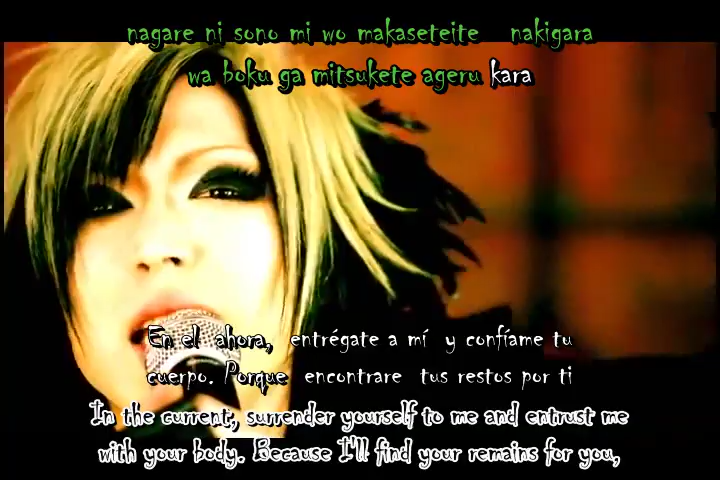 nagare ni sono mi wo makaseteite nakigara
wa boku ga mitsukete ageru kara
En el ahora, entrégate a mí y confíame tu
cuerpo. Porque encontrare tus restos por ti
In the current, surrender yourself to me and entrust me
with your body. Because I'll find your remains for you,